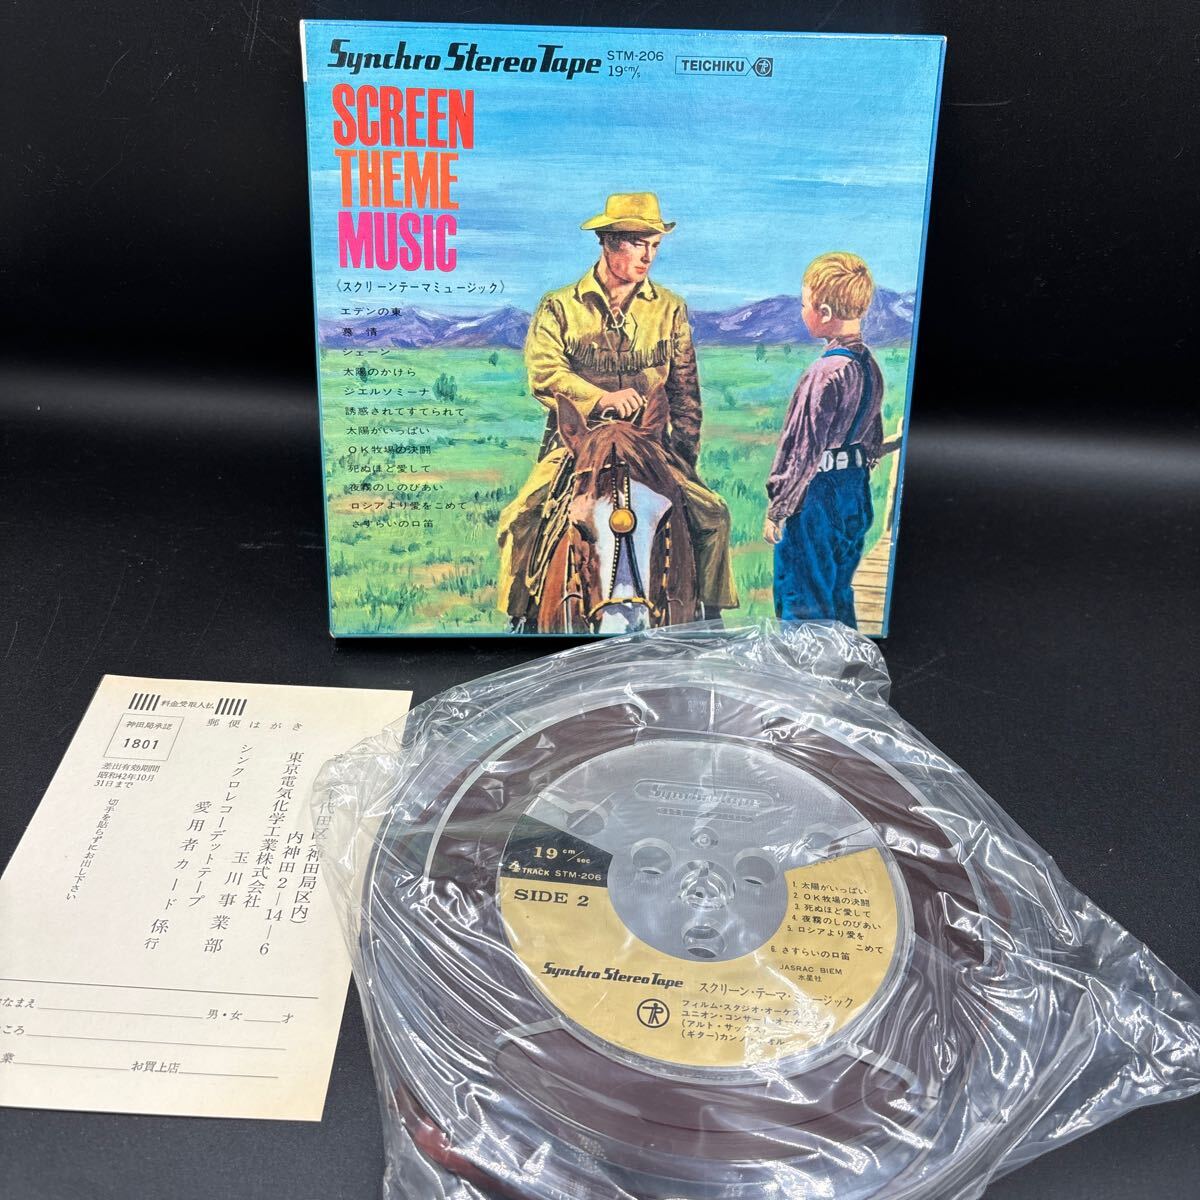 Synchro Stereo Tape
STM-206
19cm/s
TEICHIKU
SCREEN
THEME
MUSIC
〈スクリーンテーマミュージック〉
エデンの東
慕情
シェーン
太陽のかけら
ジエルソミーナ
誘惑されてすてられて
太陽がいっぱい
OK牧場の決闘
死ぬほど愛して
夜霧のしのびあい
ロシアより愛をこめて
さすらいの口笛
料金受取人払
郵便はがき
神田局承認
1801
差出有効期間
昭和42年10月
31日まで
切手を貼らずにお出し下さい
代田区(神田局区内)
内神田2-14-6
東京電気化学工業株式会社
玉川事業部
シンクロレコーデットテープ
愛用者カード係行
なまえ
男・女 才
ころ
業
お買上店
Synchro Tape
19 cm/sec
4 TRACK STM-206
SIDE 2
1. 太陽がいっぱい
2. OK牧場の決闘
3. 死ぬほど愛して
4. 夜霧のしのびあい
5. ロシアより愛を
こめて
6. さすらいの口笛
JASRAC BIEM
水星社
Synchro Stereo Tape
スクリーン・テーマ・ミュージック
フィルム・スタジオ・オーケストラ
ユニオン・コンサート・オーケストラ
(アルト・サックス)
(ギター)カンノ